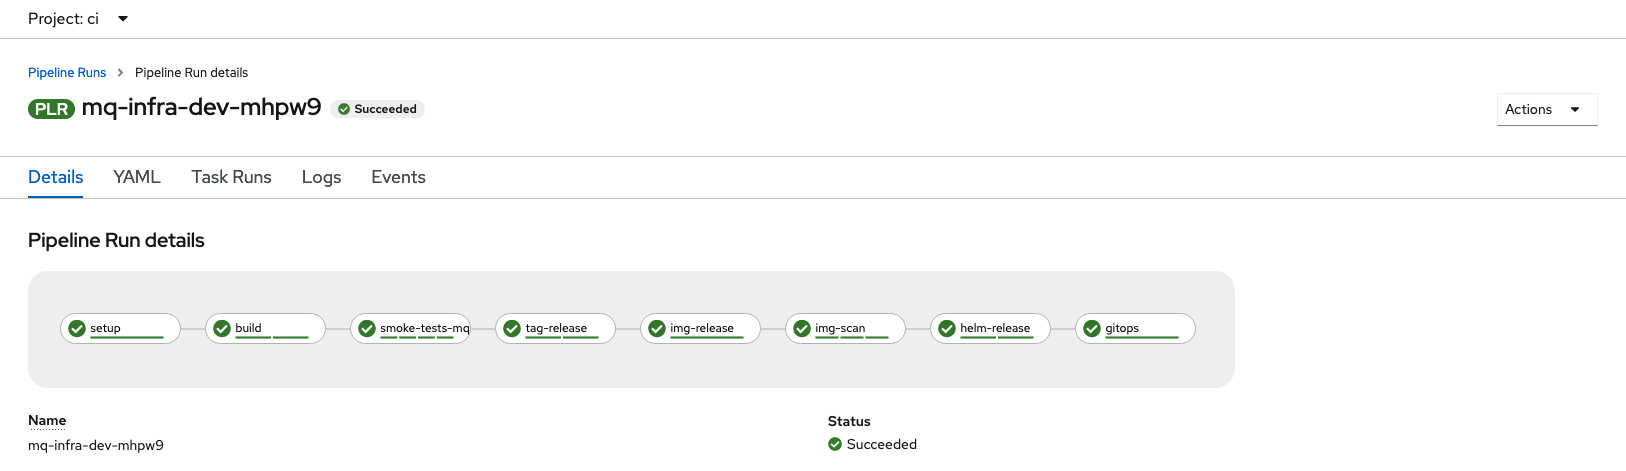 Project: ci
Pipeline Runs > Pipeline Run details
PLR mq-infra-dev-mhpw9 Succeeded
Actions
Details YAML Task Runs Logs Events
Pipeline Run details
setup build smoke-tests-mq tag-release img-release img-scan helm-release gitops
Name
mq-infra-dev-mhpw9
Status
Succeeded